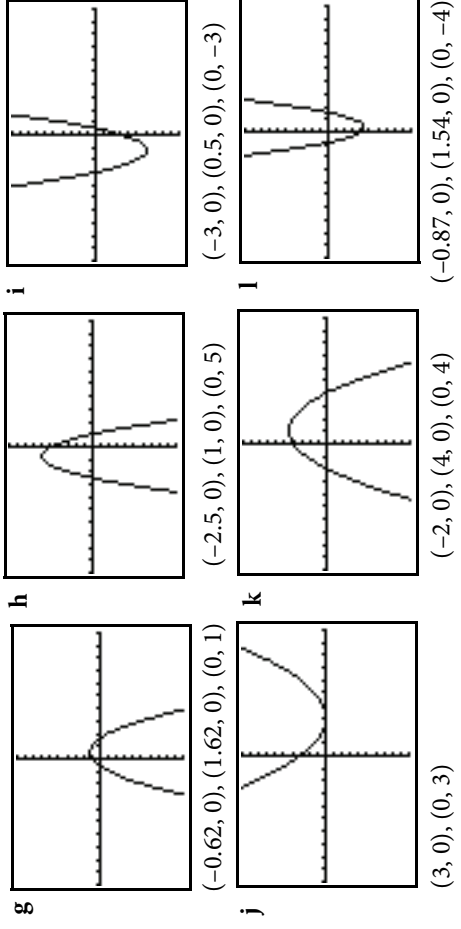 g
h
i
(−0.62, 0), (1.62, 0), (0, 1)
(−2.5, 0), (1, 0), (0, 5)
(−3, 0), (0.5, 0), (0, −3)
j
k
l
(3, 0), (0, 3)
(−2, 0), (4, 0), (0, 4)
(−0.87, 0), (1.54, 0), (0, −4)